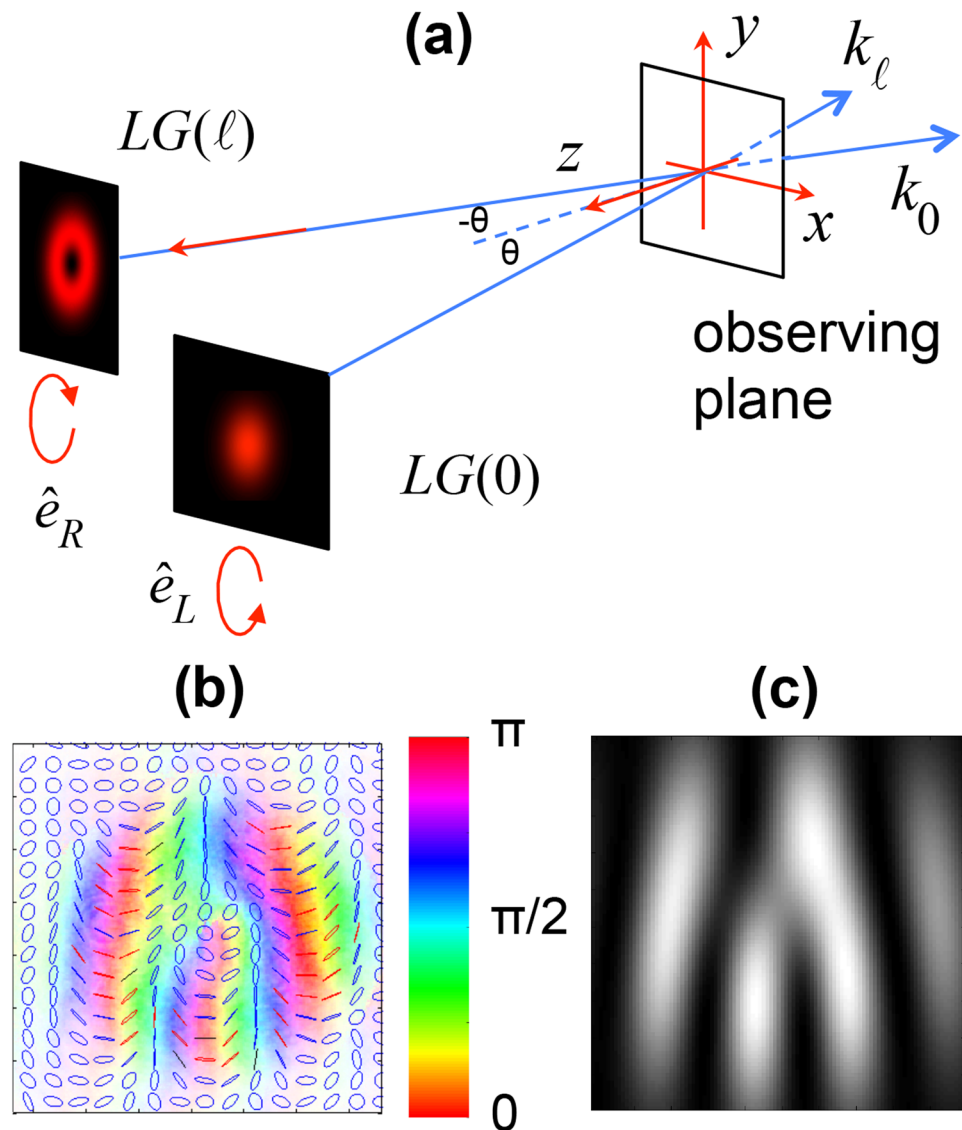 (a)
y
k_ℓ
LG(ℓ)
z
k_0
-θ
θ
x
observing
plane
LG(0)
ê_R
ê_L
(b)
(c)
π
π/2
0